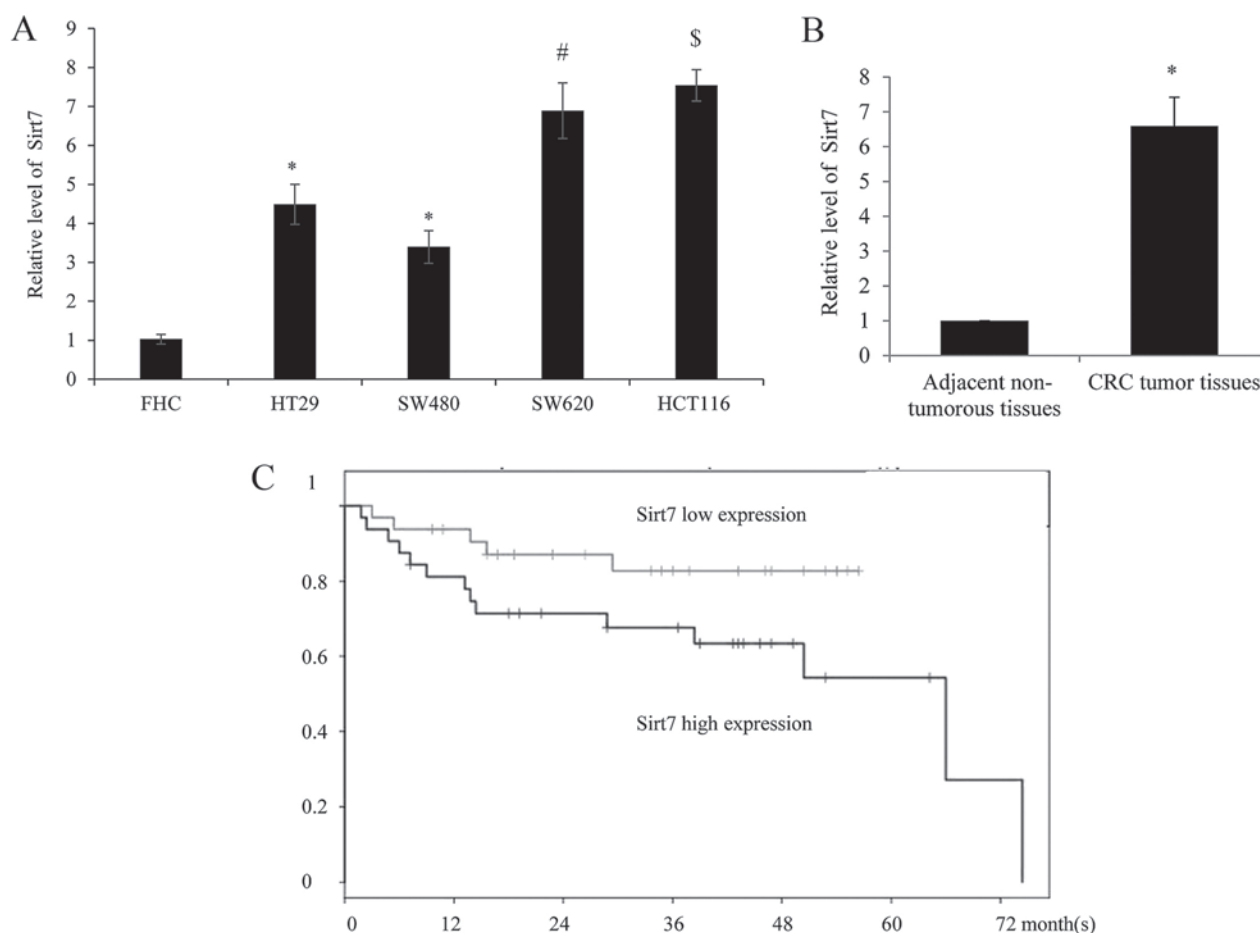 A
Relative level of Sirt7
9
8
7
6
5
4
3
2
1
0
*
*
#
$
FHC HT29 SW480 SW620 HCT116
B
Relative level of Sirt7
8
7
6
5
4
3
2
1
0
*
Adjacent non-
tumorous tissues
CRC tumor tissues
C
1
0.8
0.6
0.4
0.2
0
Sirt7 low expression
Sirt7 high expression
0 12 24 36 48 60 72 month(s)